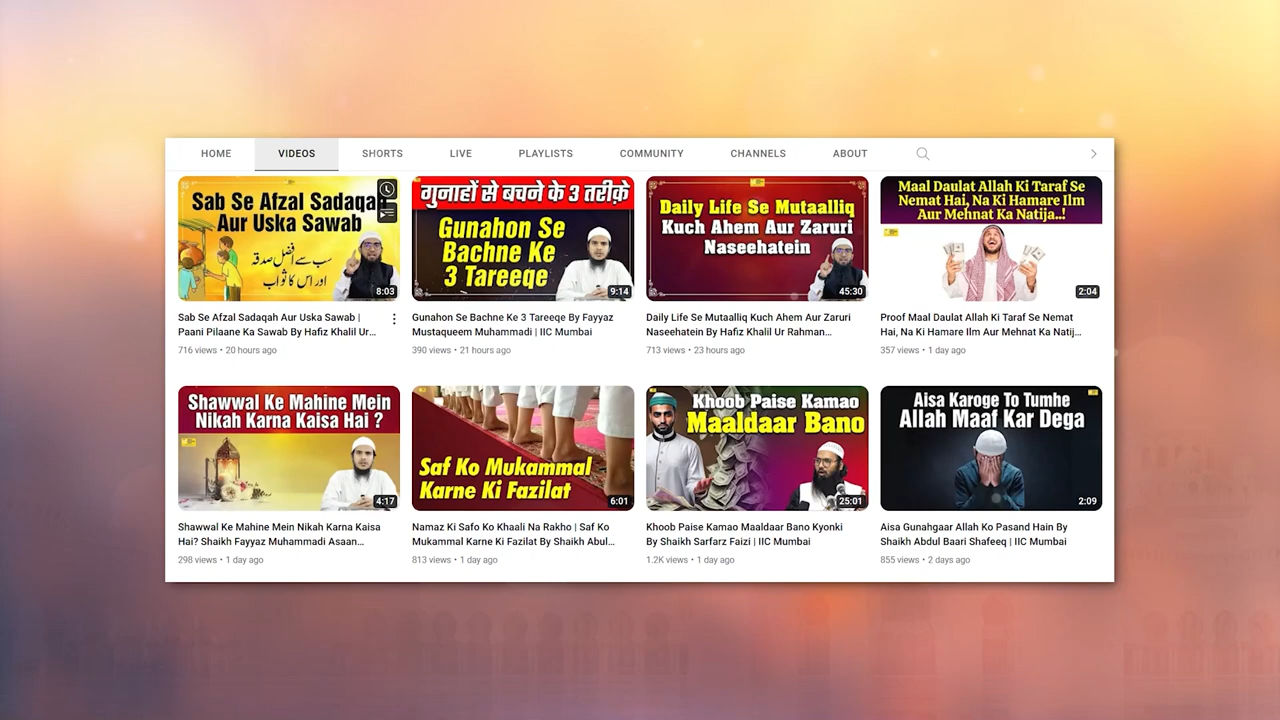 HOME VIDEOS SHORTS LIVE PLAYLISTS COMMUNITY CHANNELS ABOUT
Sab Se Afzal Sadaqah
Aur Uska Sawab
سب سے افضل صدقہ
اور اس کا ثواب
8:03
Sab Se Afzal Sadaqah Aur Uska Sawab |
Paani Pilaane Ka Sawab By Hafiz Khalil Ur...
716 views • 20 hours ago
गुनाहों से बचने के 3 तरीक़े
Gunahon Se
Bachne Ke
3 Tareeqe
9:14
Gunahon Se Bachne Ke 3 Tareeqe By Fayyaz
Mustaqueem Muhammadi | IIC Mumbai
390 views • 21 hours ago
Daily Life Se Mutaalliq
Kuch Ahem Aur Zaruri
Naseehatein
45:30
Daily Life Se Mutaalliq Kuch Ahem Aur Zaruri
Naseehatein By Hafiz Khalil Ur Rahman...
713 views • 23 hours ago
Maal Daulat Allah Ki Taraf Se
Nemat Hai, Na Ki Hamare Ilm
Aur Mehnat Ka Natija..!
2:04
Proof Maal Daulat Allah Ki Taraf Se Nemat
Hai, Na Ki Hamare Ilm Aur Mehnat Ka Natij...
357 views • 1 day ago
Shawwal Ke Mahine Mein
Nikah Karna Kaisa Hai ?
4:17
Shawwal Ke Mahine Mein Nikah Karna Kaisa
Hai? Shaikh Fayyaz Muhammadi Asaan...
298 views • 1 day ago
Saf Ko Mukammal
Karne Ki Fazilat
6:01
Namaz Ki Safo Ko Khaali Na Rakho | Saf Ko
Mukammal Karne Ki Fazilat By Shaikh Abul...
813 views • 1 day ago
Khoob Paise Kamao
Maaldaar Bano
25:01
Khoob Paise Kamao Maaldaar Bano Kyonki
By Shaikh Sarfarz Faizi | IIC Mumbai
1.2K views • 1 day ago
Aisa Karoge To Tumhe
Allah Maaf Kar Dega
2:09
Aisa Gunahgaar Allah Ko Pasand Hain By
Shaikh Abdul Baari Shafeeq | IIC Mumbai
855 views • 2 days ago